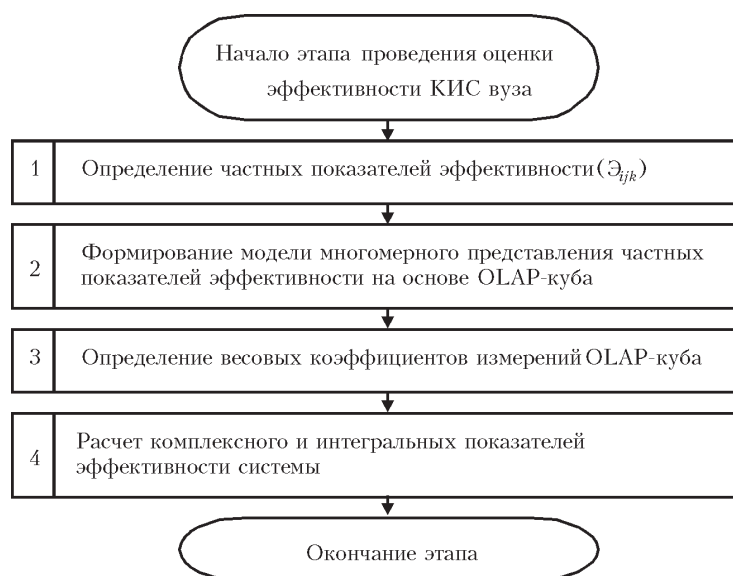 Начало этапа проведения оценки
эффективности КИС вуза
1
Определение частных показателей эффективности (Э_ijk)
2
Формирование модели многомерного представления частных
показателей эффективности на основе OLAP-куба
3
Определение весовых коэффициентов измерений OLAP-куба
4
Расчет комплексного и интегральных показателей
эффективности системы
Окончание этапа